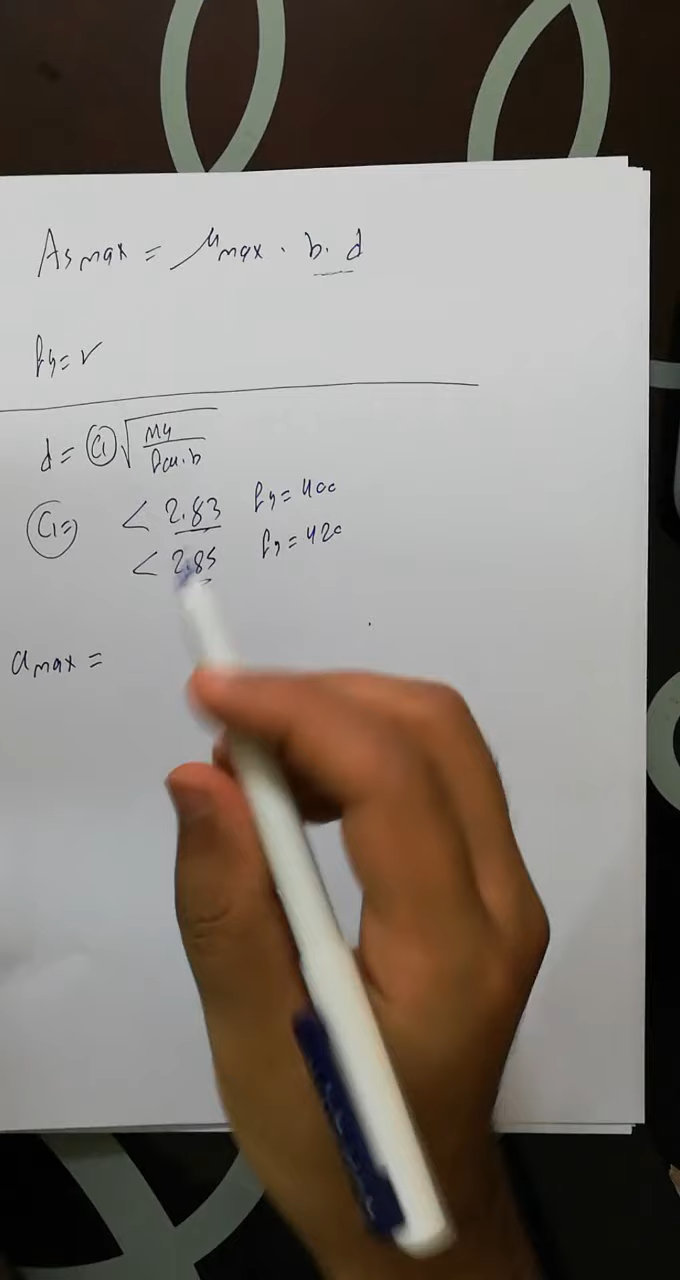 As max = μmax . b. d
fy = √
d = C1 √ Mu / Fcu.b
C1 => < 2.83 fy = 400
< 2.85 fy = 420
amax =